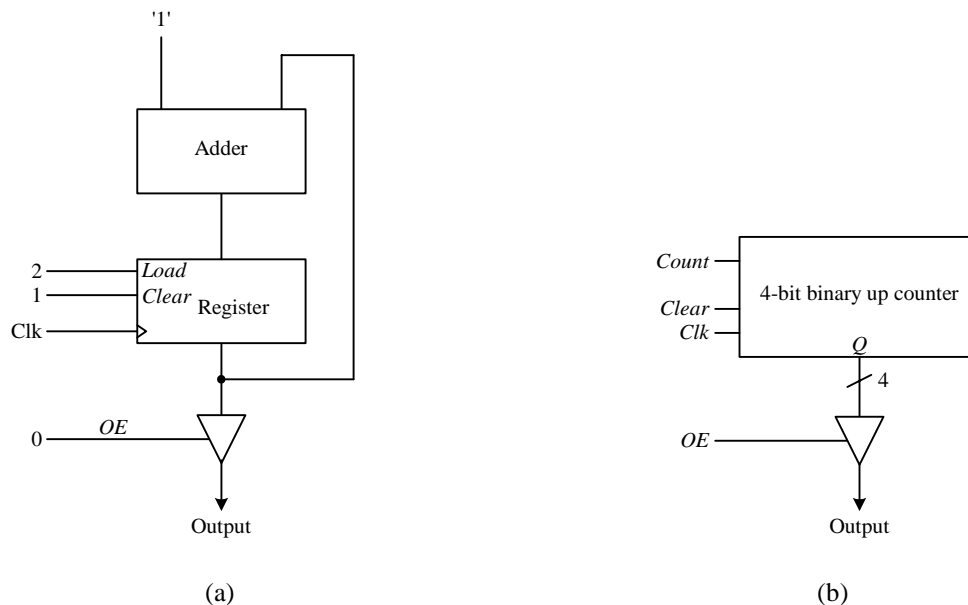 '1'
Adder
2
Load
1
Clear
Register
Clk
0
OE
Output
(a)
Count
4-bit binary up counter
Clear
Clk
Q
4
OE
Output
(b)